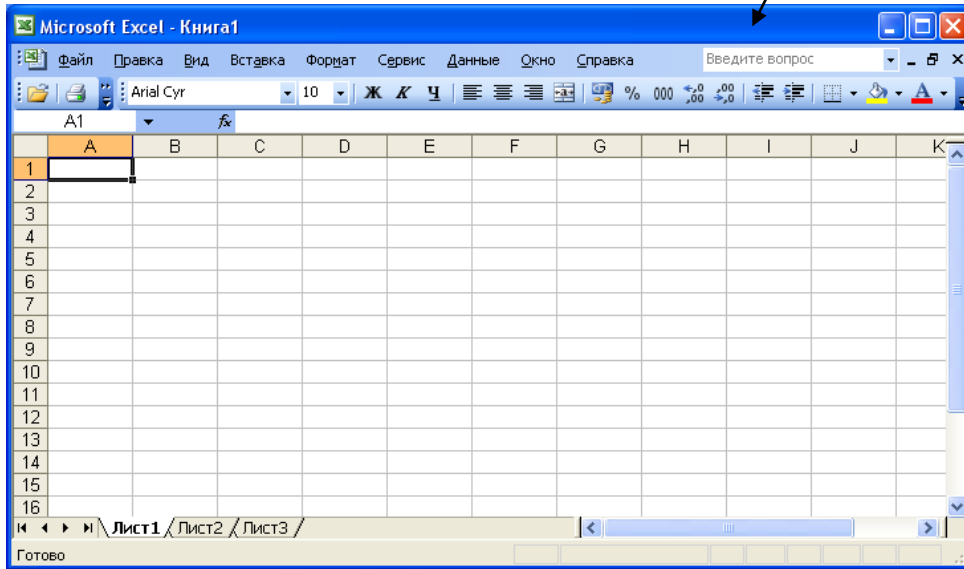 Microsoft Excel - Книга1
Файл Правка Вид Вставка Формат Сервис Данные Окно Справка Введите вопрос
Arial Cyr 10 Ж К Ч % 000 ,00 ,00 A
A1 fx
A B C D E F G H I J K
1
2
3
4
5
6
7
8
9
10
11
12
13
14
15
16
Лист1 Лист2 Лист3
Готово